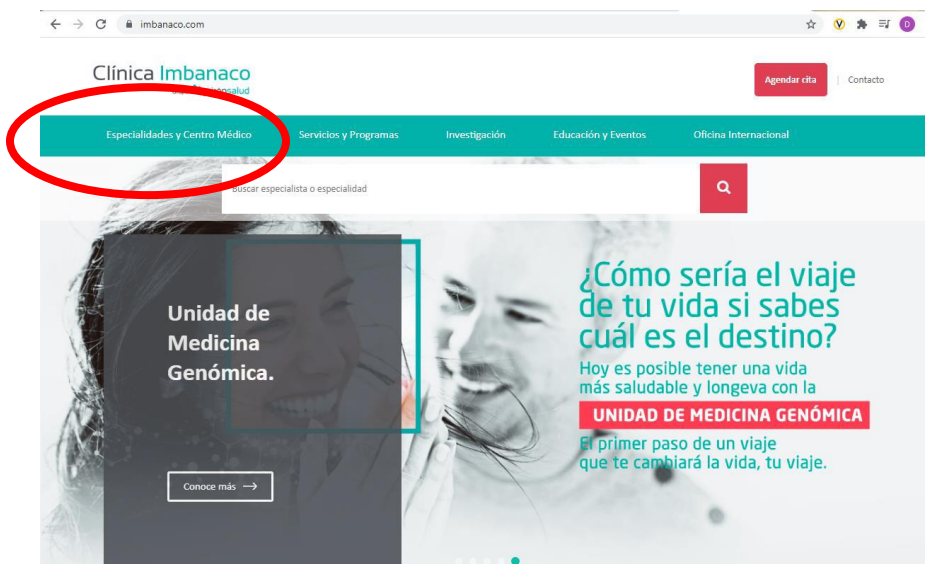 imbanaco.com
D
Clínica Imbanaco
salud
Agendar cita
Contacto
Especialidades y Centro Médico
Servicios y Programas
Investigación
Educación y Eventos
Oficina Internacional
Buscar especialista o especialidad
Unidad de
Medicina
Genómica.
Conoce más →
¿Cómo sería el viaje
de tu vida si sabes
cuál es el destino?
Hoy es posible tener una vida
más saludable y longeva con la
UNIDAD DE MEDICINA GENÓMICA
El primer paso de un viaje
que te cambiará la vida, tu viaje.